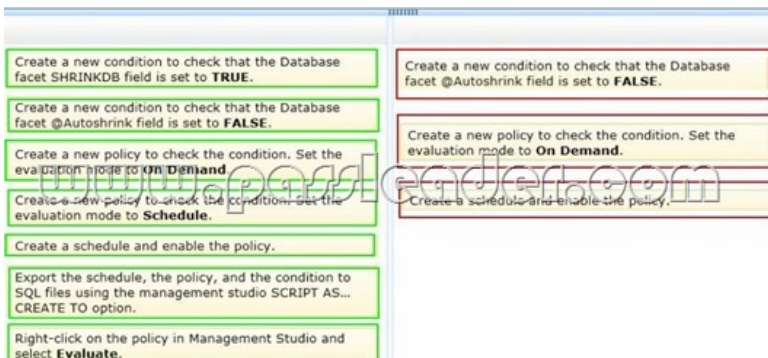 Create a new condition to check that the Database
facet SHRINKDB field is set to TRUE.
Create a new condition to check that the Database
facet @Autoshrink field is set to FALSE.
Create a new policy to check the condition. Set the
evaluation mode to On Demand
Create a new policy to check the condition. Set the
evaluation mode to Schedule.
Create a schedule and enable the policy.
Export the schedule, the policy, and the condition to
SQL files using the management studio SCRIPT AS...
CREATE TO option.
Right-click on the policy in Management Studio and
select Evaluate.
Create a new condition to check that the Database
facet @Autoshrink field is set to FALSE.
Create a new policy to check the condition. Set the
evaluation mode to On Demand.
Create a schedule and enable the policy.
www.passleader.com